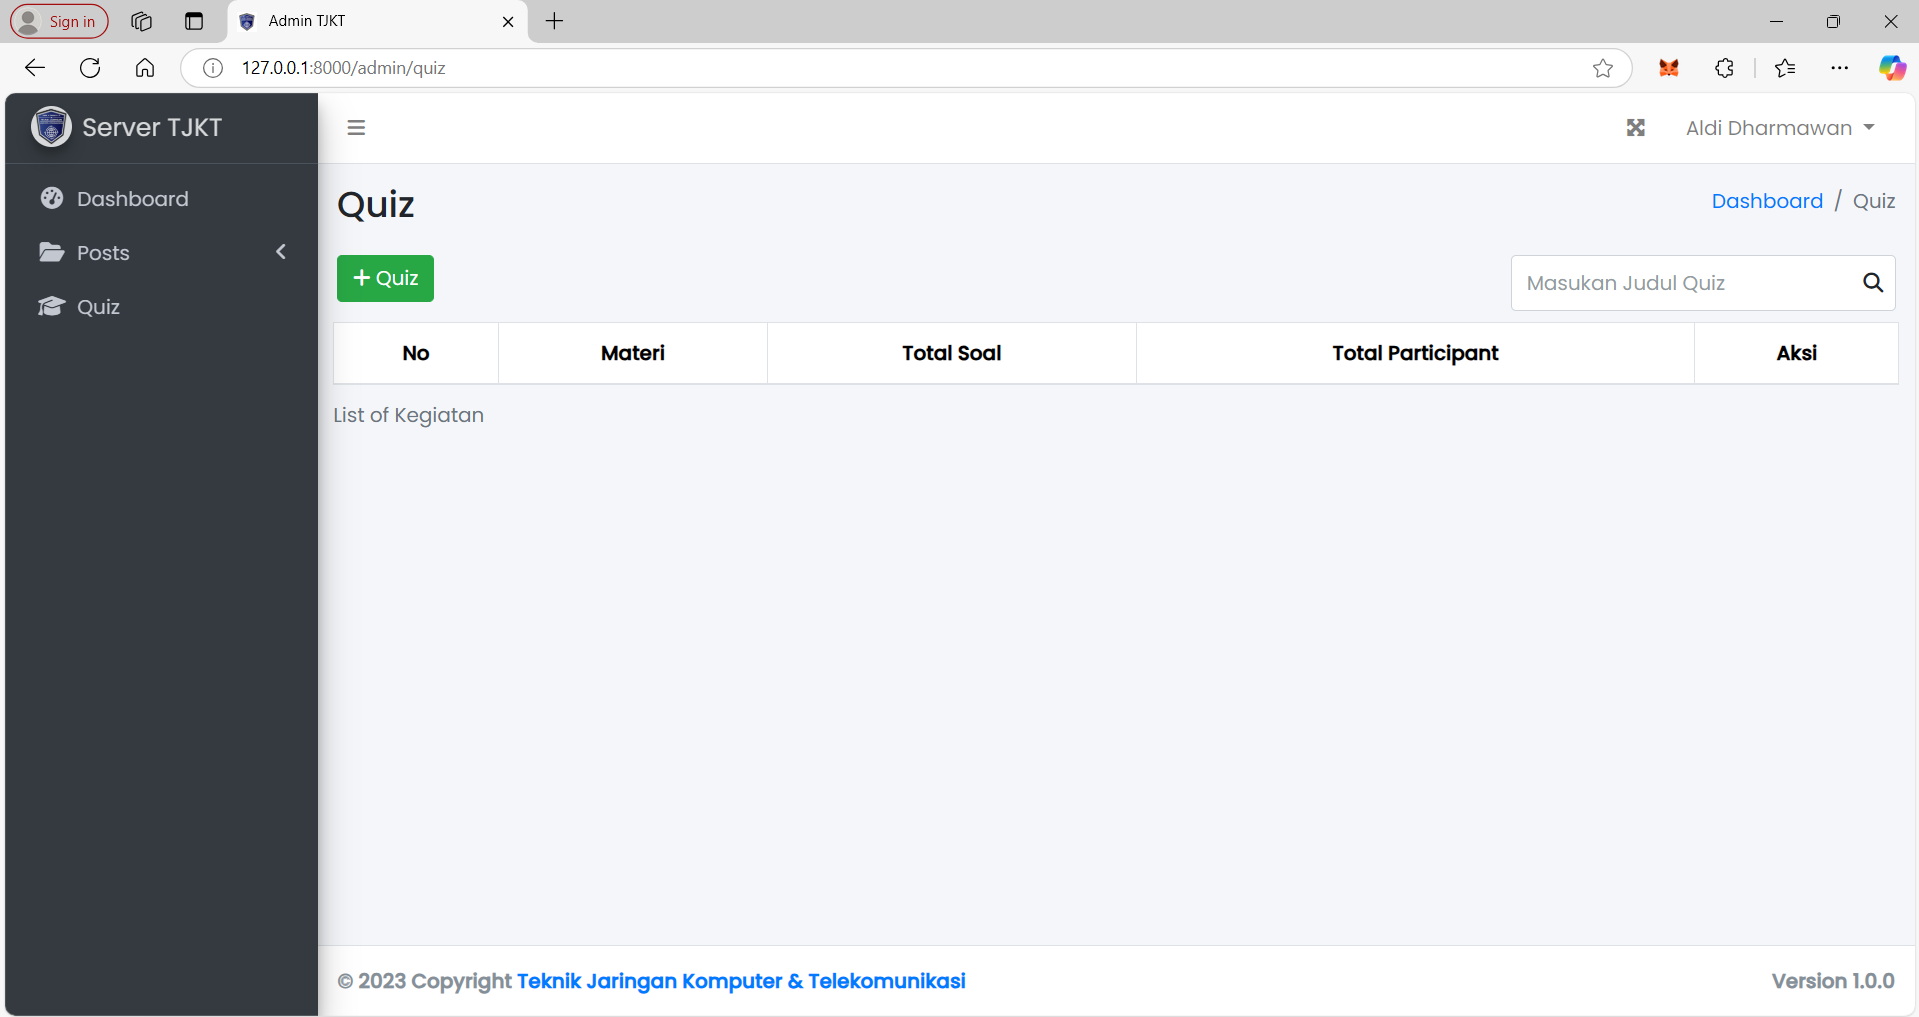 Sign in
Admin TJKT
127.0.0.1:8000/admin/quiz
Server TJKT
Aldi Dharmawan
Dashboard
Posts
Quiz
Quiz
Dashboard / Quiz
+ Quiz
Masukan Judul Quiz
No Materi Total Soal Total Participant Aksi
List of Kegiatan
© 2023 Copyright Teknik Jaringan Komputer & Telekomunikasi
Version 1.0.0